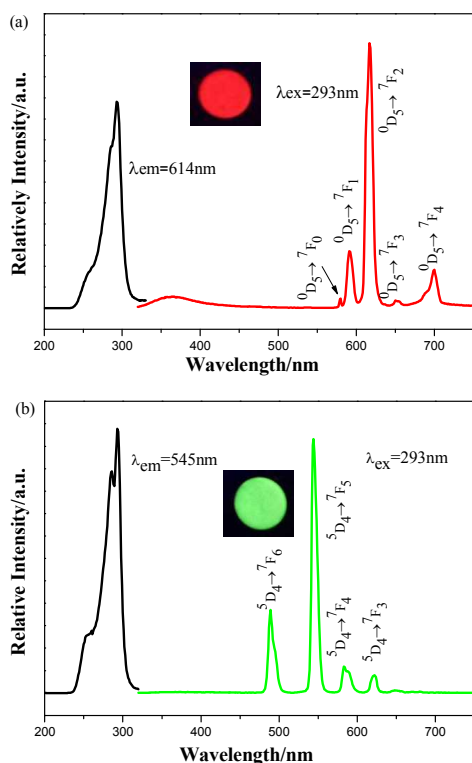 (a)
Relatively Intensity/a.u.
λem=614nm
λex=293nm
⁰D₅→⁷F₀
⁰D₅→⁷F₁
⁰D₅→⁷F₂
⁰D₅→⁷F₃
⁰D₅→⁷F₄
200 300 400 500 600 700
Wavelength/nm
(b)
Relative Intensity/a.u.
λem=545nm
λex=293nm
⁵D₄→⁷F₆
⁵D₄→⁷F₅
⁵D₄→⁷F₄
⁵D₄→⁷F₃
200 300 400 500 600 700
Wavelength/nm